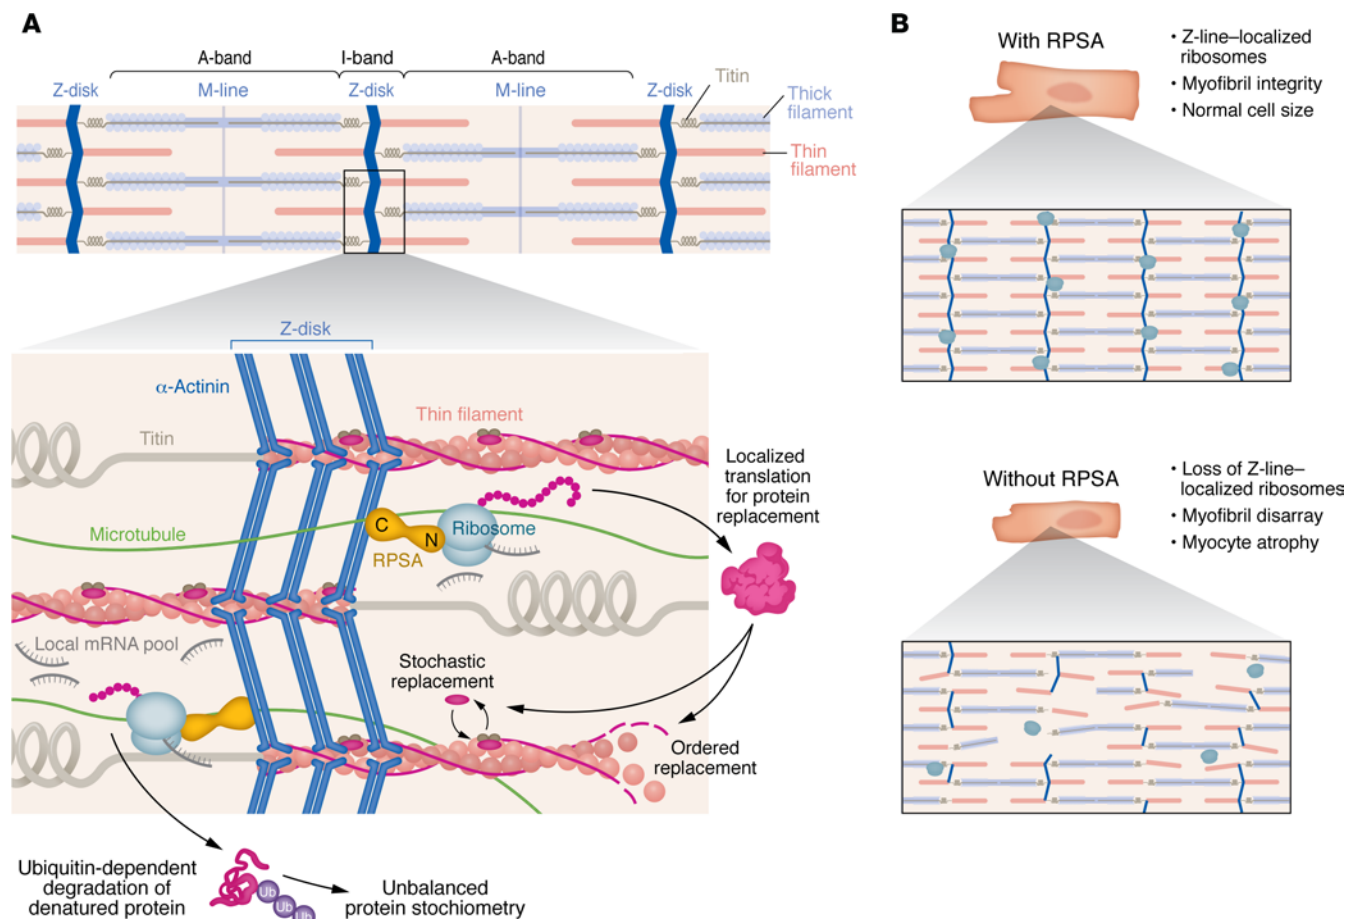 A
A-band
I-band
A-band
Z-disk
M-line
Z-disk
M-line
Z-disk
Titin
Thick
filament
Thin
filament
Z-disk
α-Actinin
Thin filament
Titin
Microtubule
C
N
RPSA
Ribosome
Localized
translation
for protein
replacement
Local mRNA pool
Stochastic
replacement
Ordered
replacement
Ubiquitin-dependent
degradation of
denatured protein
Ub
Ub
Ub
Unbalanced
protein stochiometry
B
With RPSA
• Z-line–localized
ribosomes
• Myofibril integrity
• Normal cell size
Without RPSA
• Loss of Z-line–
localized ribosomes
• Myofibril disarray
• Myocyte atrophy